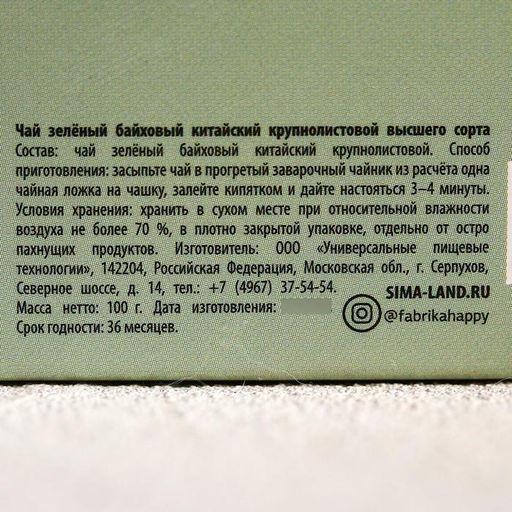 Чай зелёный байховый китайский крупнолистовой высшего сорта
Состав: чай зелёный байховый китайский крупнолистовой. Способ
приготовления: засыпьте чай в прогретый заварочный чайник из расчёта одна
чайная ложка на чашку, залейте кипятком и дайте настояться 3–4 минуты.
Условия хранения: хранить в сухом месте при относительной влажности
воздуха не более 70 %, в плотно закрытой упаковке, отдельно от остро
пахнущих продуктов. Изготовитель: ООО «Универсальные пищевые
технологии», 142204, Российская Федерация, Московская обл., г. Серпухов,
Северное шоссе, д. 14, тел.: +7 (4967) 37-54-54.
Масса нетто: 100 г. Дата изготовления:
Срок годности: 36 месяцев.
SIMA-LAND.RU
@fabrikahappy